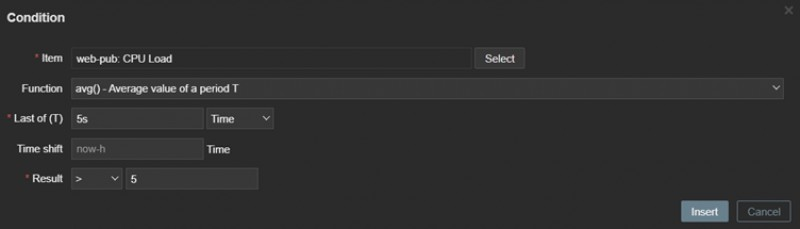 Condition
* Item web-pub: CPU Load Select
Function avg() - Average value of a period T
* Last of (T) 5s Time
Time shift now-h Time
* Result > 5
Insert Cancel